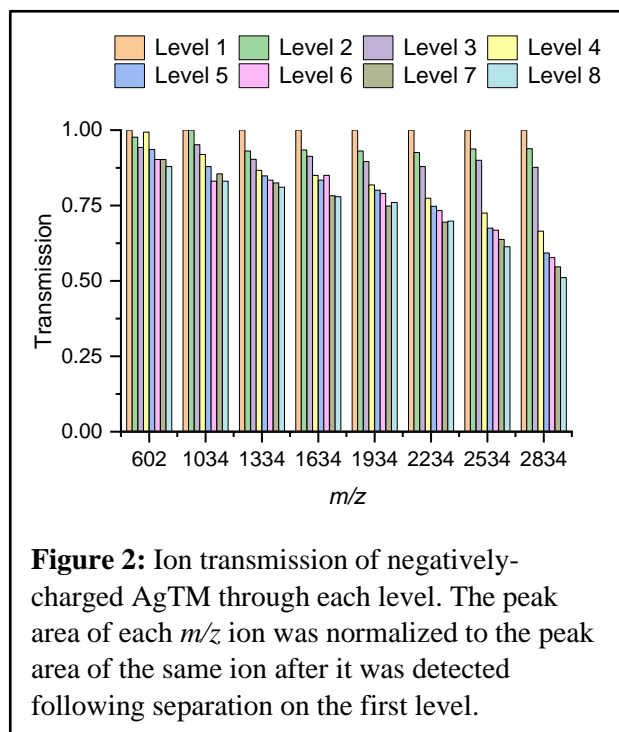 Level 1 Level 2 Level 3 Level 4
Level 5 Level 6 Level 7 Level 8
1.00
0.75
0.50
0.25
0.00
Transmission
602 1034 1334 1634 1934 2234 2534 2834
m/z
Figure 2: Ion transmission of negatively-
charged AgTM through each level. The peak
area of each m/z ion was normalized to the peak
area of the same ion after it was detected
following separation on the first level.